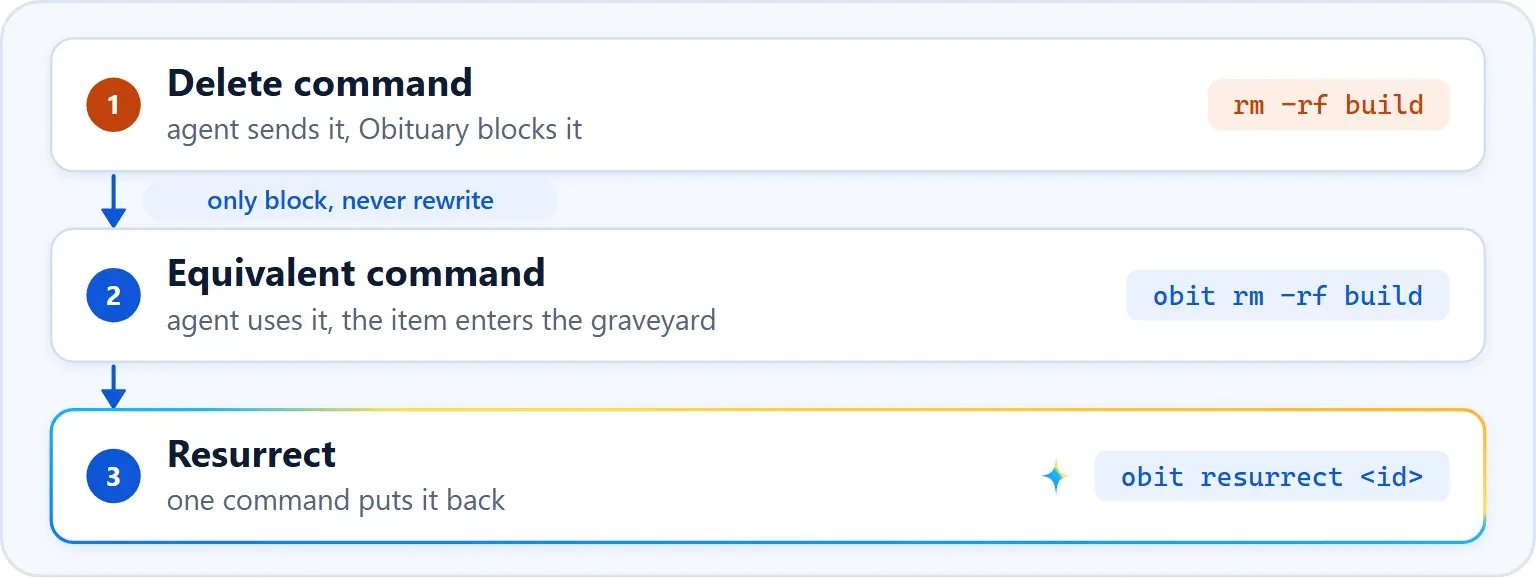 1
Delete command
agent sends it, Obituary blocks it
rm -rf build
only block, never rewrite
2
Equivalent command
agent uses it, the item enters the graveyard
obit rm -rf build
3
Resurrect
one command puts it back
obit resurrect <id>